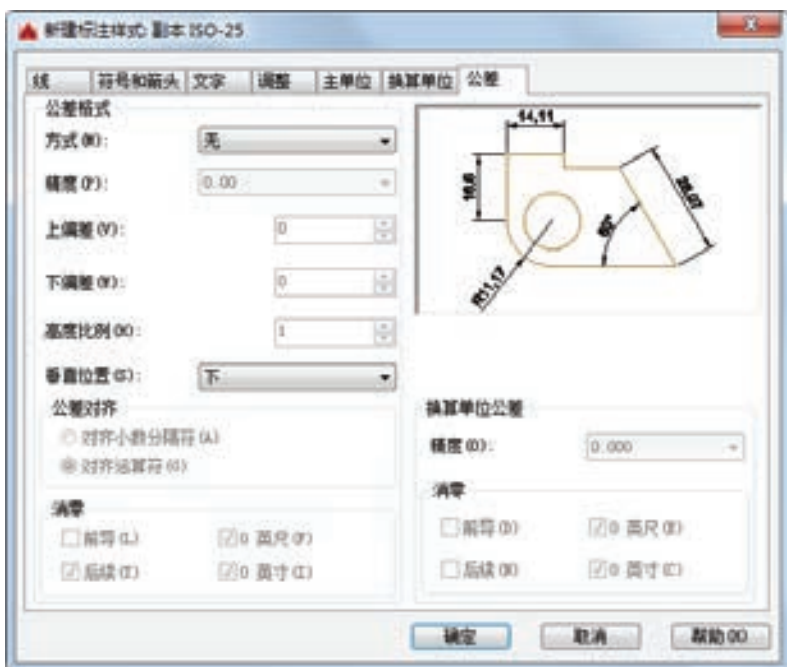 新建标注样式: 副本 ISO-25
线 符号和箭头 文字 调整 主单位 换算单位 公差
公差格式
方式(M): 无
精度(P): 0.00
上偏差(V): 0
下偏差(W): 0
高度比例(H): 1
垂直位置(S): 下
公差对齐
对齐小数分隔符(A)
对齐运算符(G)
消零
前导(L) 0 英尺(F)
后续(T) 0 英寸(I)
14,11
16,6
28,07
60°
R11,17
换算单位公差
精度(O): 0.000
消零
前导(D) 0 英尺(E)
后续(N) 0 英寸(C)
确定 取消 帮助(H)